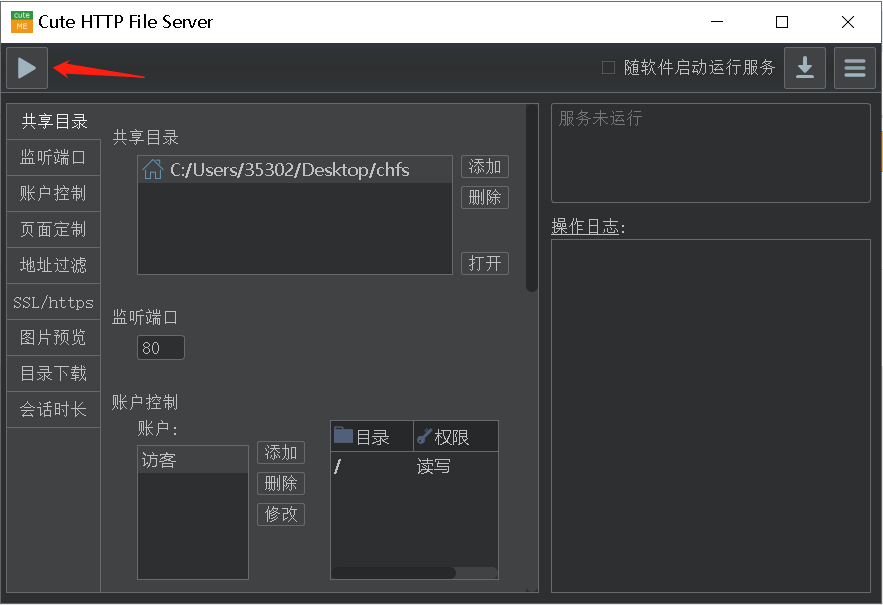 cute
ME
Cute HTTP File Server
随软件启动运行服务
共享目录
监听端口
账户控制
页面定制
地址过滤
SSL/https
图片预览
目录下载
会话时长
共享目录
C:/Users/35302/Desktop/chfs
添加
删除
打开
监听端口
80
账户控制
账户:
访客
添加
删除
修改
目录 权限
/ 读写
服务未运行
操作日志: